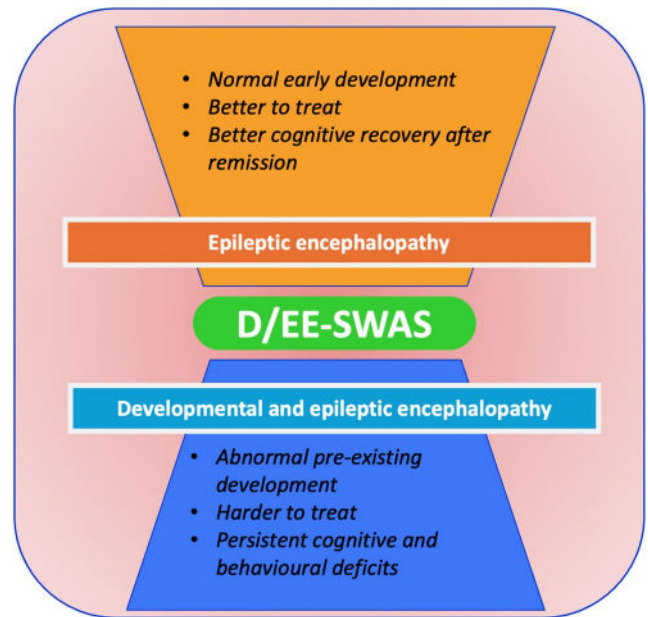 • Normal early development
• Better to treat
• Better cognitive recovery after
remission
Epileptic encephalopathy
D/EE-SWAS
Developmental and epileptic encephalopathy
• Abnormal pre-existing
development
• Harder to treat
• Persistent cognitive and
behavioural deficits